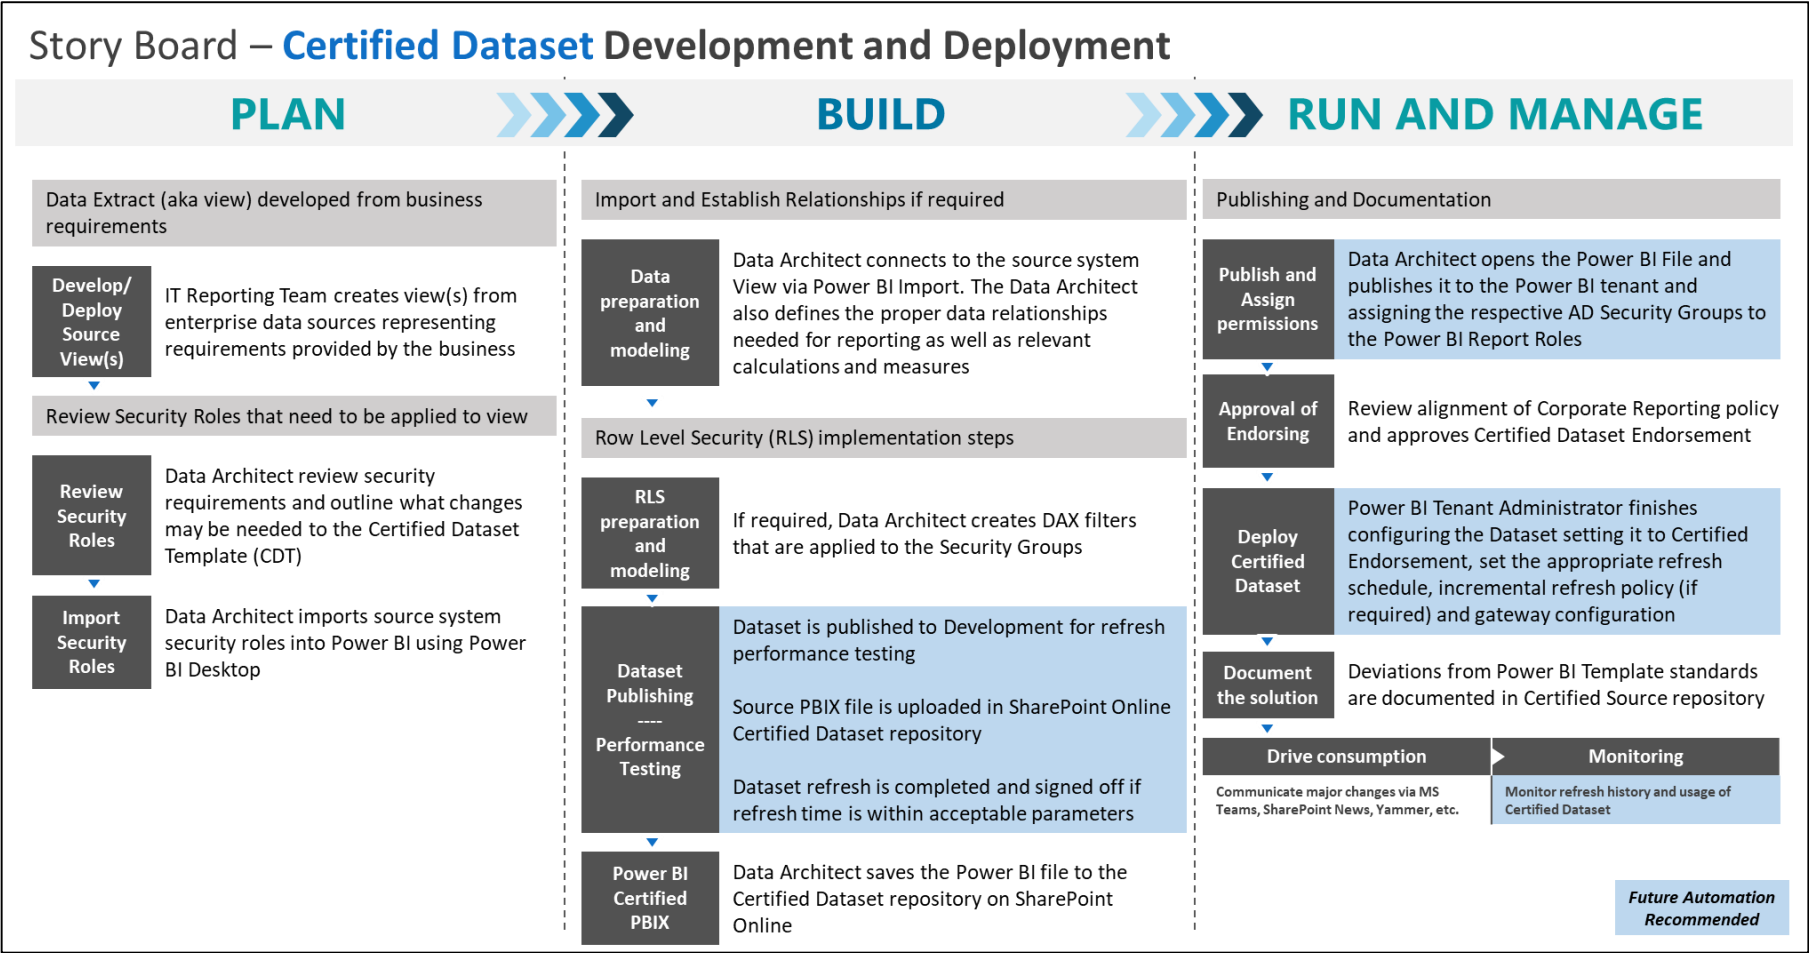 Story Board – Certified Dataset Development and Deployment
PLAN
BUILD
RUN AND MANAGE
Data Extract (aka view) developed from business
requirements
Develop/
Deploy
Source
View(s)
IT Reporting Team creates view(s) from
enterprise data sources representing
requirements provided by the business
Review Security Roles that need to be applied to view
Review
Security
Roles
Data Architect review security
requirements and outline what changes
may be needed to the Certified Dataset
Template (CDT)
Import
Security
Roles
Data Architect imports source system
security roles into Power BI using Power
BI Desktop
Import and Establish Relationships if required
Data
preparation
and
modeling
Data Architect connects to the source system
View via Power BI Import. The Data Architect
also defines the proper data relationships
needed for reporting as well as relevant
calculations and measures
Row Level Security (RLS) implementation steps
RLS
preparation
and
modeling
If required, Data Architect creates DAX filters
that are applied to the Security Groups
Dataset
Publishing
----
Performance
Testing
Dataset is published to Development for refresh
performance testing
Source PBIX file is uploaded in SharePoint Online
Certified Dataset repository
Dataset refresh is completed and signed off if
refresh time is within acceptable parameters
Power BI
Certified
PBIX
Data Architect saves the Power BI file to the
Certified Dataset repository on SharePoint
Online
Publishing and Documentation
Publish and
Assign
permissions
Data Architect opens the Power BI File and
publishes it to the Power BI tenant and
assigning the respective AD Security Groups to
the Power BI Report Roles
Approval of
Endorsing
Review alignment of Corporate Reporting policy
and approves Certified Dataset Endorsement
Deploy
Certified
Dataset
Power BI Tenant Administrator finishes
configuring the Dataset setting it to Certified
Endorsement, set the appropriate refresh
schedule, incremental refresh policy (if
required) and gateway configuration
Document
the solution
Deviations from Power BI Template standards
are documented in Certified Source repository
Drive consumption
Communicate major changes via MS
Teams, SharePoint News, Yammer, etc.
Monitoring
Monitor refresh history and usage of
Certified Dataset
Future Automation
Recommended